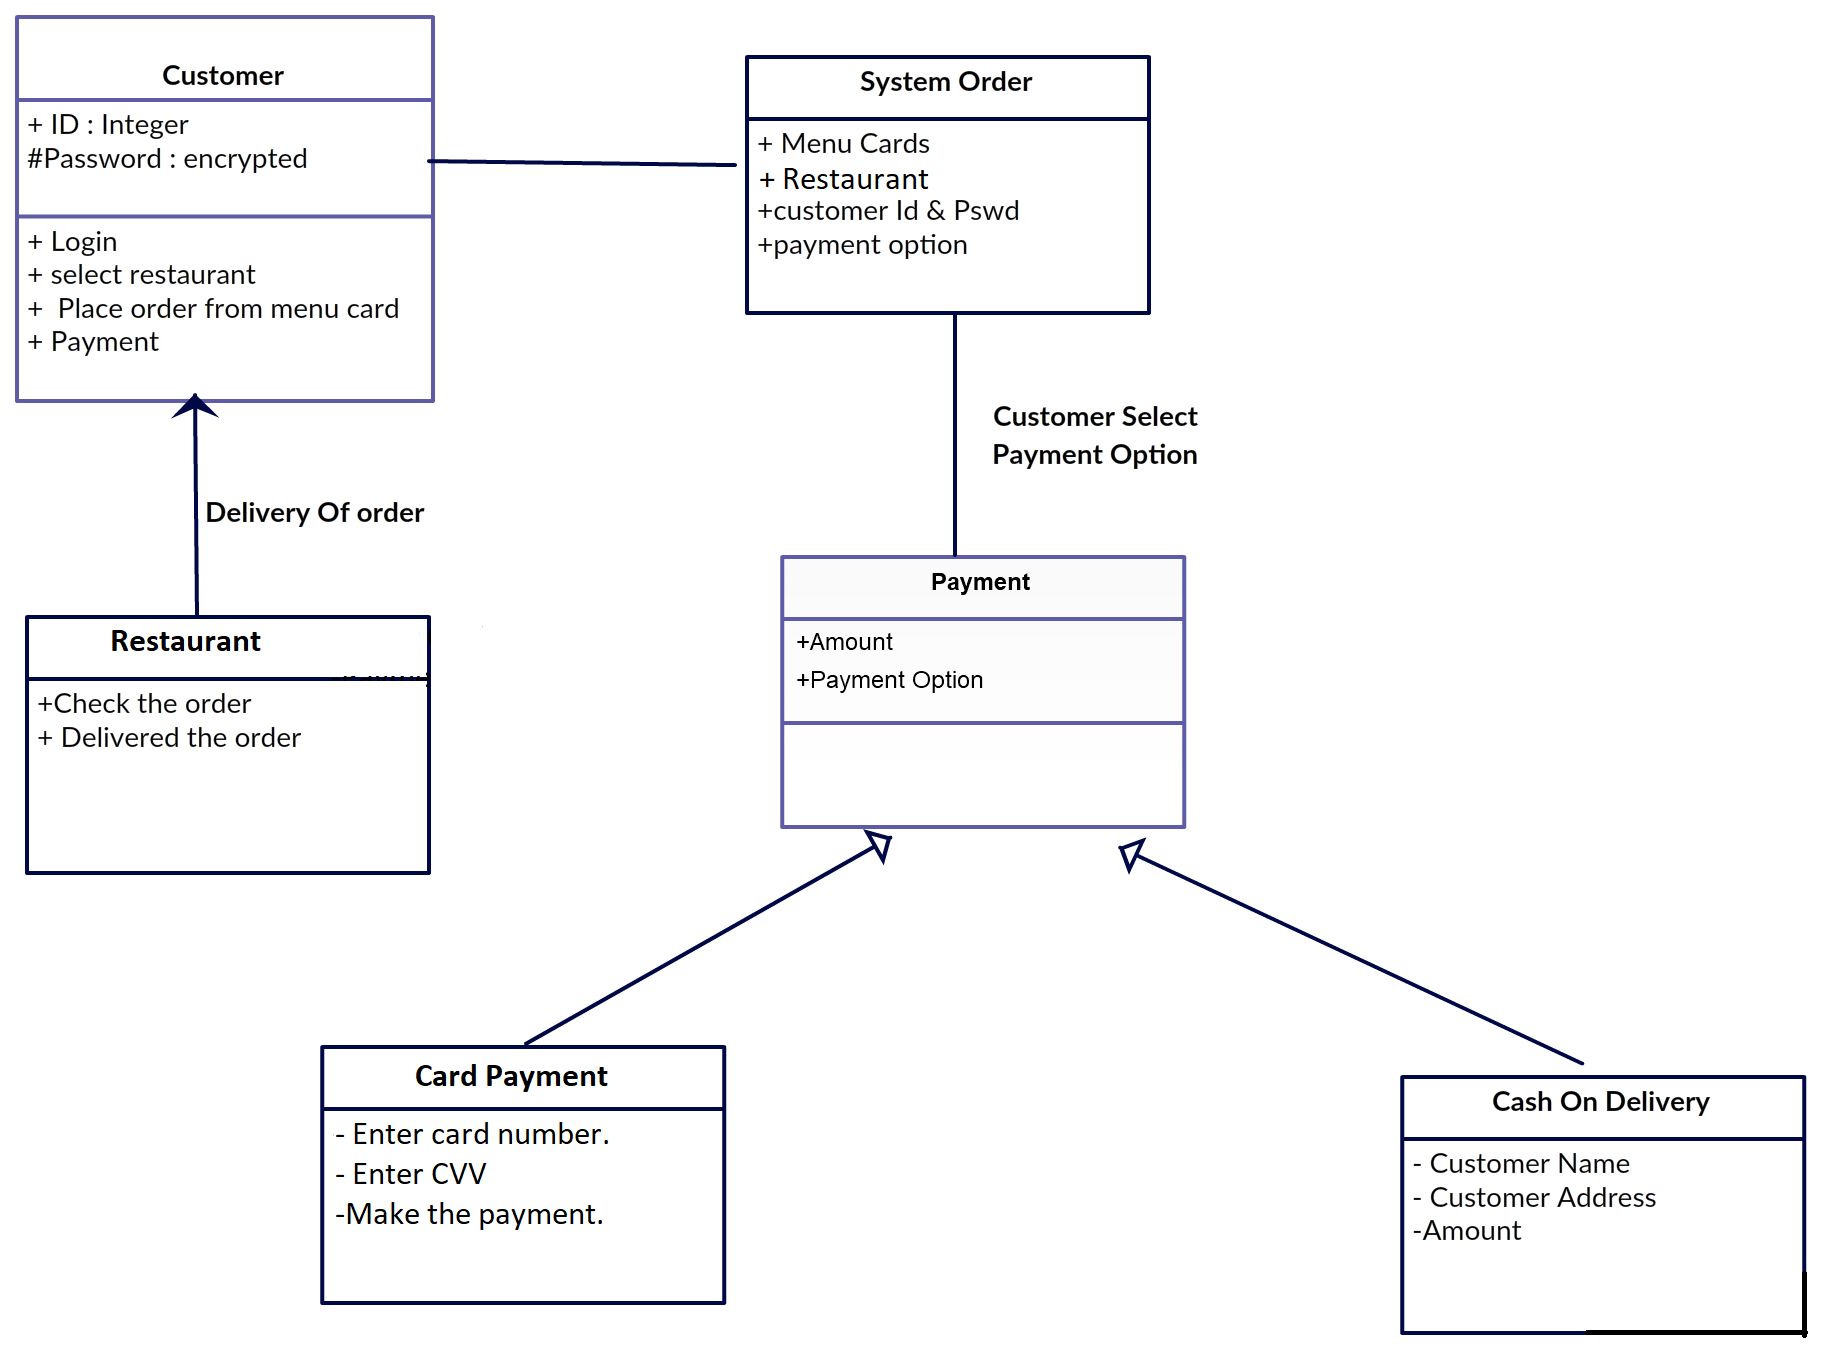 Customer
+ ID : Integer
#Password : encrypted
+ Login
+ select restaurant
+  Place order from menu card
+ Payment
System Order
+ Menu Cards
+ Restaurant
+customer Id & Pswd
+payment option
Customer Select
Payment Option
Delivery Of order
Restaurant
+Check the order
+ Delivered the order
Payment
+Amount
+Payment Option
Card Payment
- Enter card number.
- Enter CVV
-Make the payment.
Cash On Delivery
- Customer Name
- Customer Address
-Amount